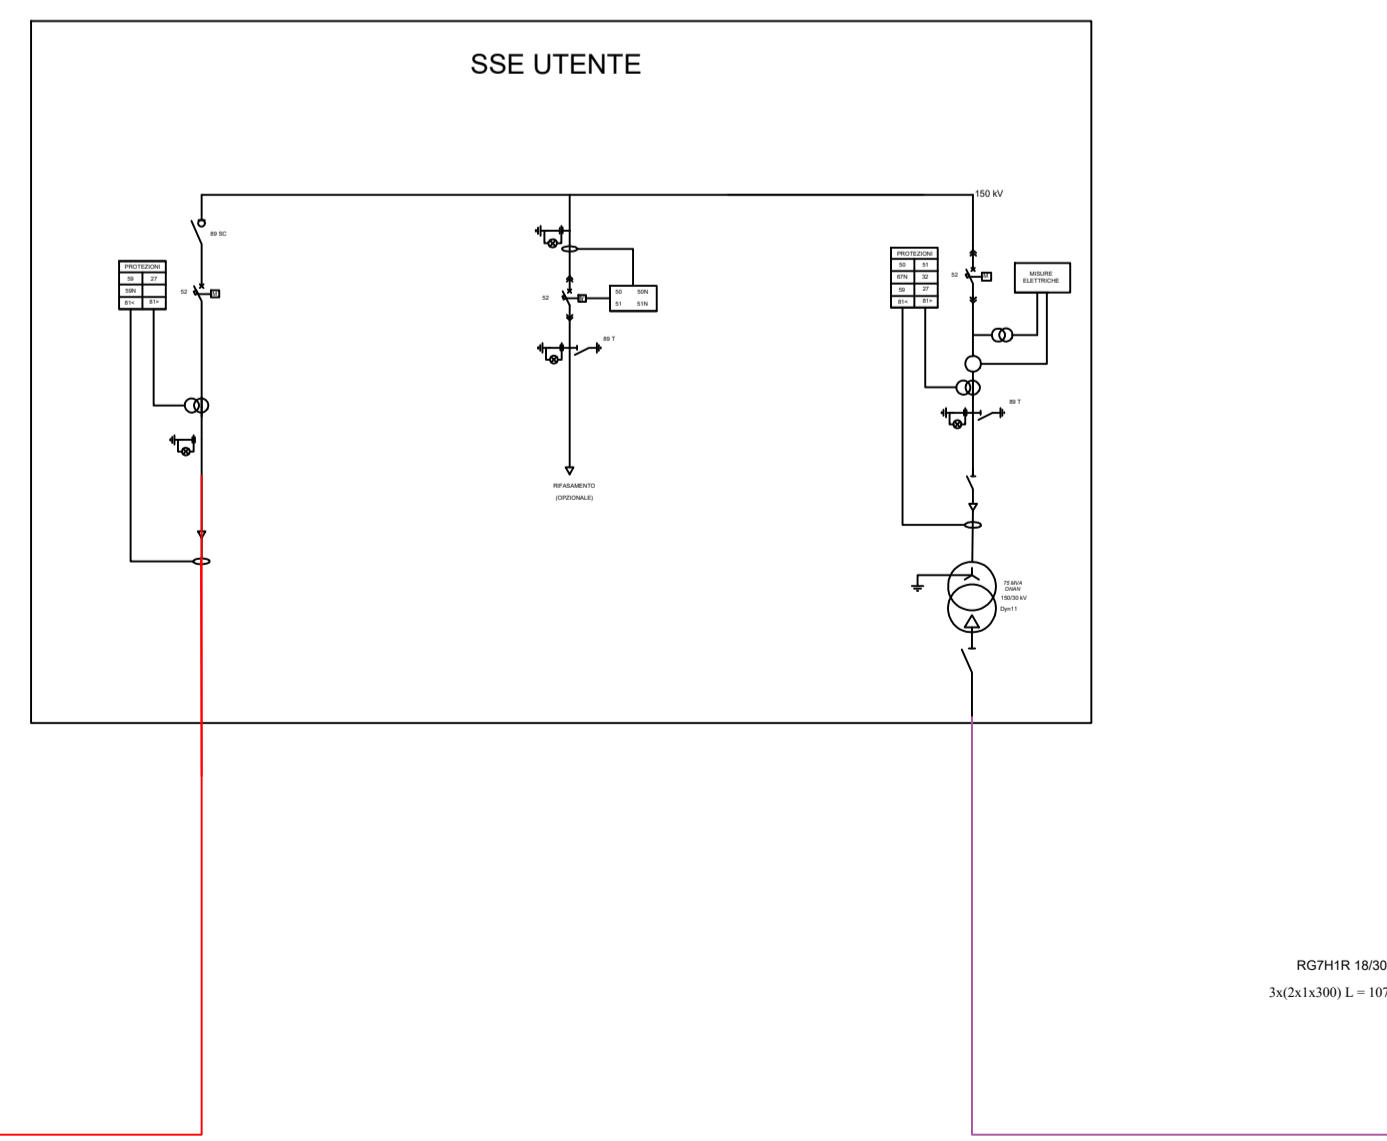 SSE UTENTE
150 kV
89 SC
PROTEZIONI
59 27
59N
81< 81>
52
52
50 50N
51 51N
89 T
RIFASAMENTO
(OPZIONALE)
PROTEZIONI
50 51
67N 32
59 27
81< 81>
52
MISURE
ELETTRICHE
89 T
75 MVA
ONAN
150/30 kV
Dyn11
RG7H1R 18/30
3x(2x1x300) L = 107